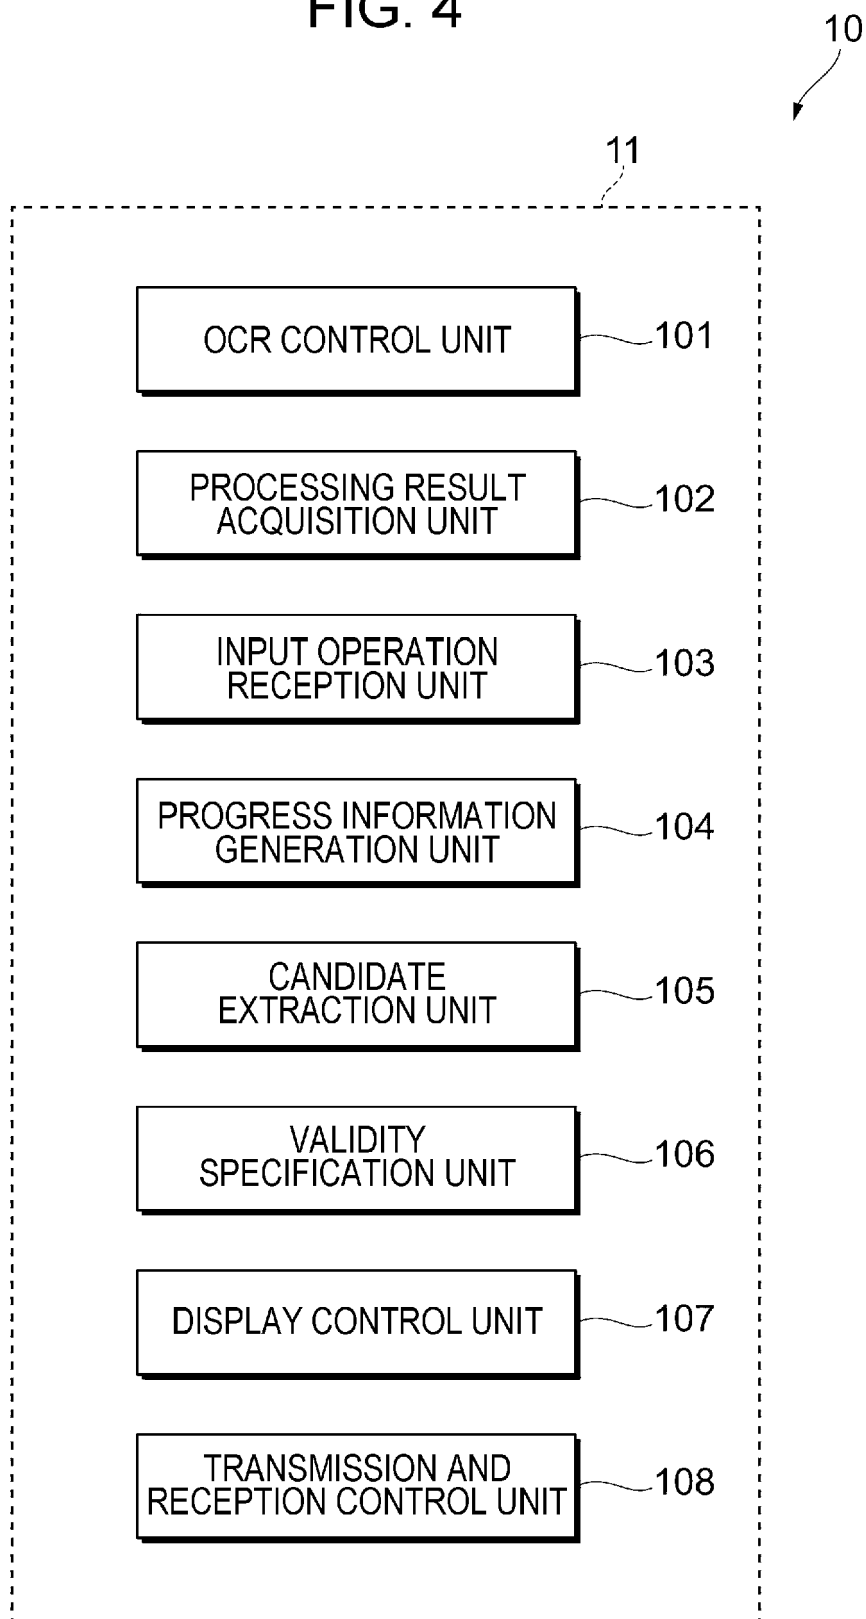 FIG. 4
10
11
OCR CONTROL UNIT
101
PROCESSING RESULT
ACQUISITION UNIT
102
INPUT OPERATION
RECEPTION UNIT
103
PROGRESS INFORMATION
GENERATION UNIT
104
CANDIDATE
EXTRACTION UNIT
105
VALIDITY
SPECIFICATION UNIT
106
DISPLAY CONTROL UNIT
107
TRANSMISSION AND
RECEPTION CONTROL UNIT
108